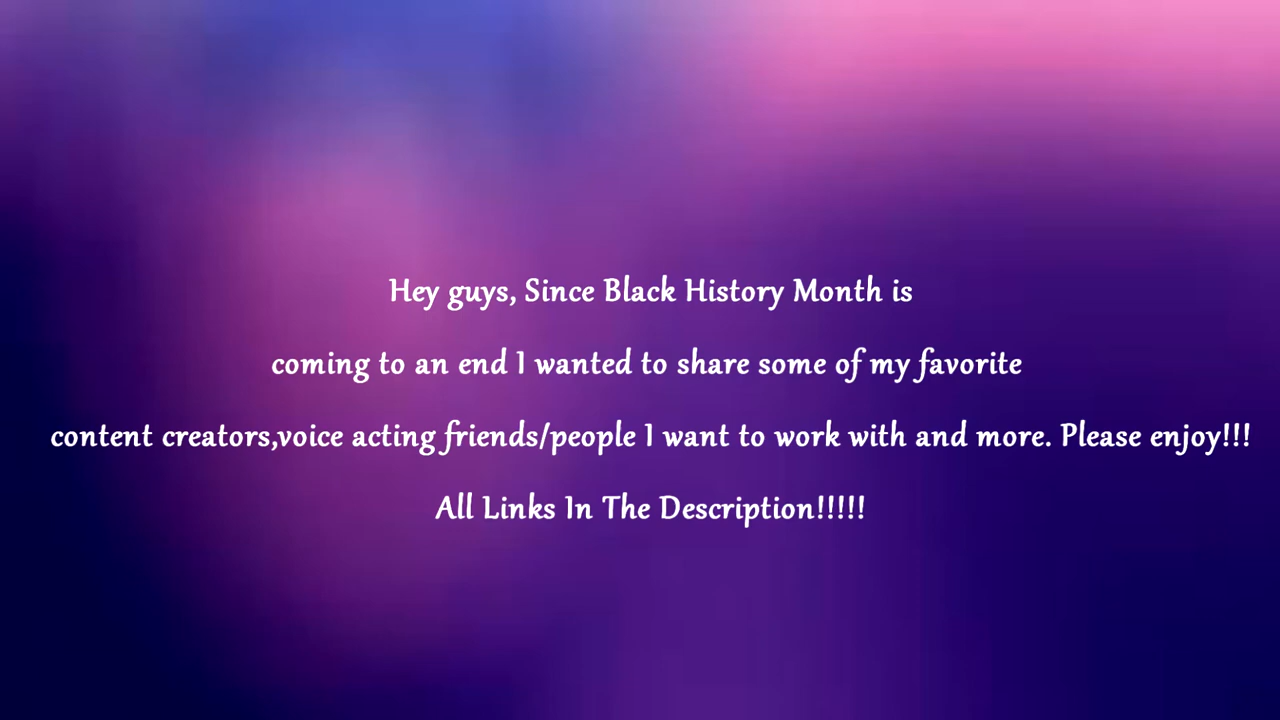 Hey guys, Since Black History Month is
coming to an end I wanted to share some of my favorite
content creators,voice acting friends/people I want to work with and more. Please enjoy!!!
All Links In The Description!!!!!